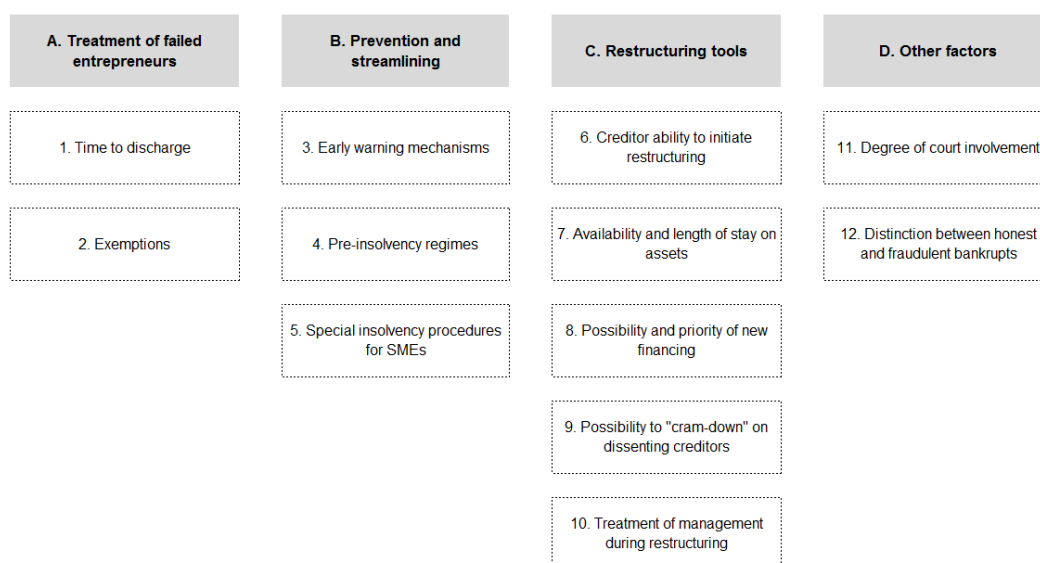 A. Treatment of failed
entrepreneurs
1. Time to discharge
2. Exemptions
B. Prevention and
streamlining
3. Early warning mechanisms
4. Pre-insolvency regimes
5. Special insolvency procedures
for SMEs
C. Restructuring tools
6. Creditor ability to initiate
restructuring
7. Availability and length of stay on
assets
8. Possibility and priority of new
financing
9. Possibility to "cram-down" on
dissenting creditors
10. Treatment of management
during restructuring
D. Other factors
11. Degree of court involvement
12. Distinction between honest
and fraudulent bankrupts